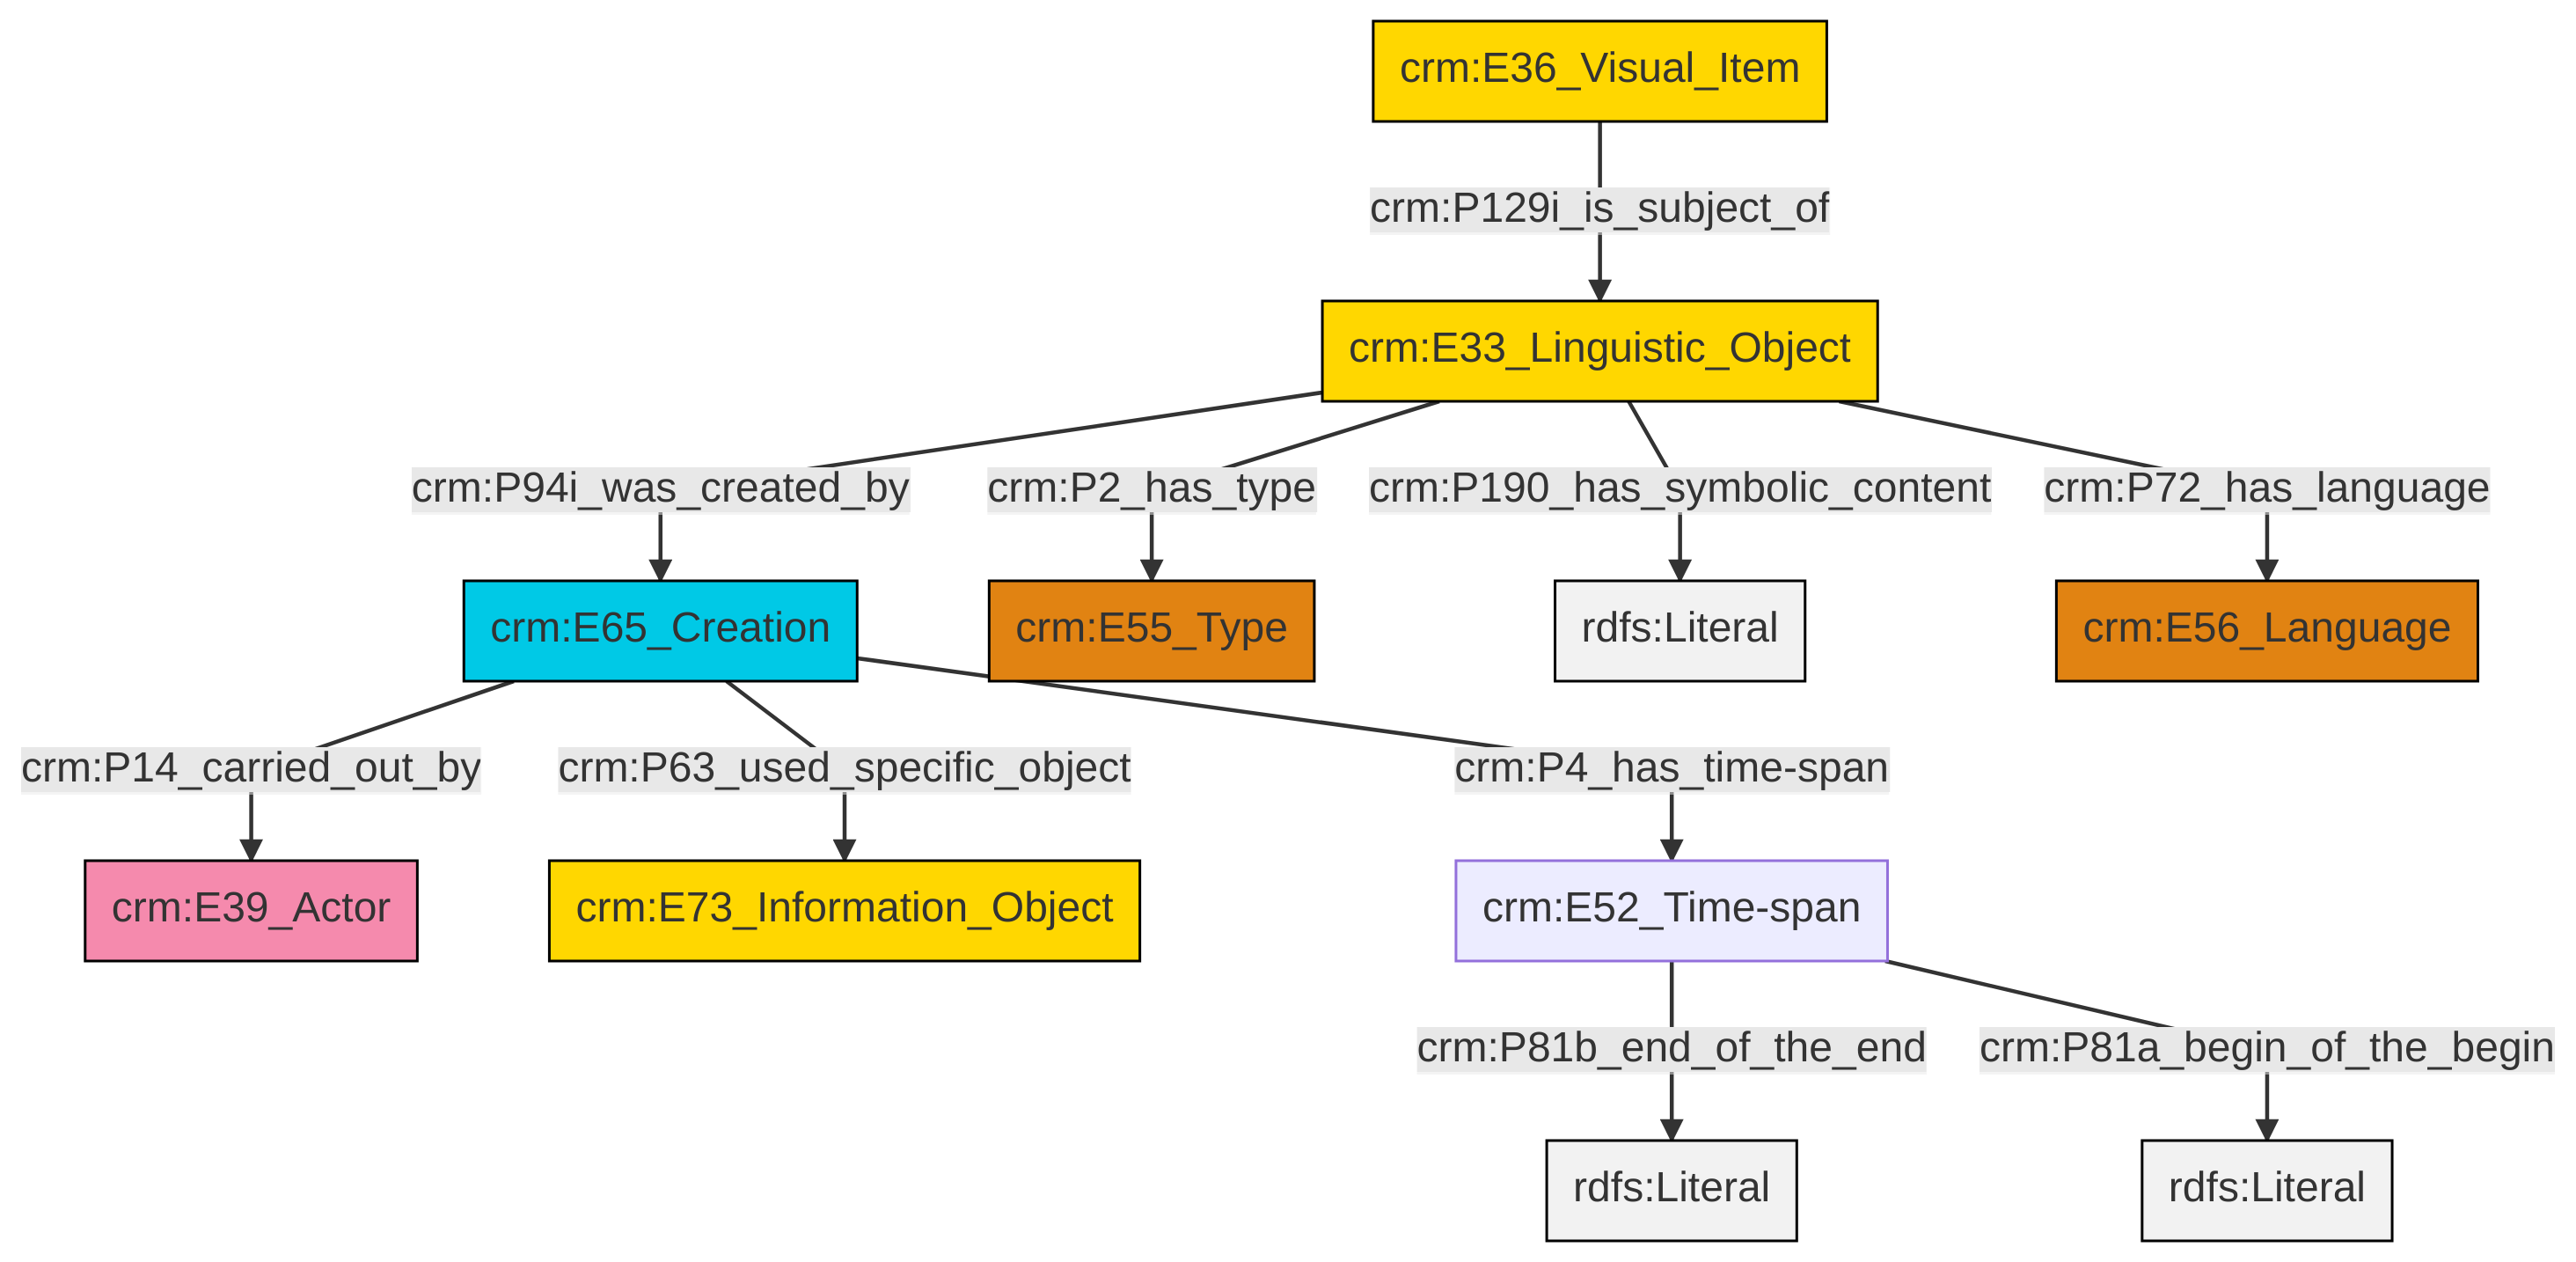 crm:E36_Visual_Item
crm:P129i_is_subject_of
crm:E33_Linguistic_Object
crm:P94i_was_created_by
crm:P2_has_type
crm:P190_has_symbolic_content
crm:P72_has_language
crm:E65_Creation
crm:E55_Type
rdfs:Literal
crm:E56_Language
crm:P14_carried_out_by
crm:P63_used_specific_object
crm:P4_has_time-span
crm:E39_Actor
crm:E73_Information_Object
crm:E52_Time-span
crm:P81b_end_of_the_end
crm:P81a_begin_of_the_begin
rdfs:Literal
rdfs:Literal